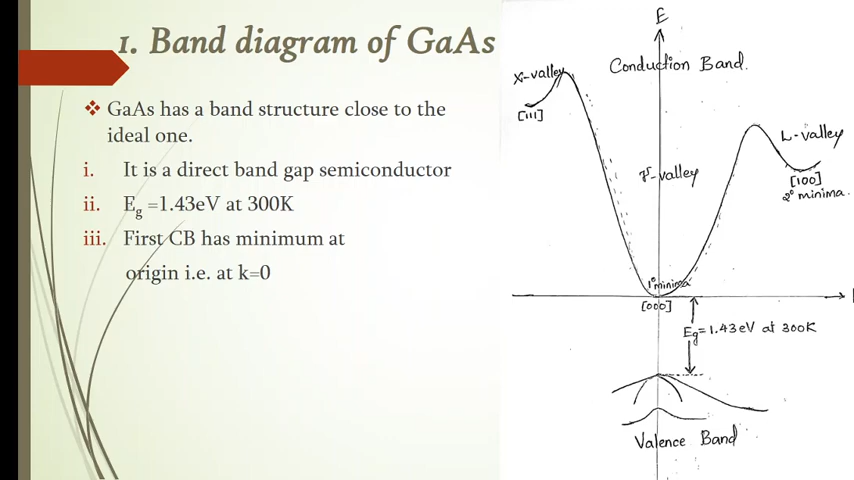 1. Band diagram of GaAs
❖ GaAs has a band structure close to the
ideal one.
i. It is a direct band gap semiconductor
ii. Eg =1.43eV at 300K
iii. First CB has minimum at
origin i.e. at k=0
E
Conduction Band.
X-valley
[111]
L-valley
[100]
2° minima.
Γ-valley
1° minima
[000]
Eg=1.43eV at 300K
Valence Band